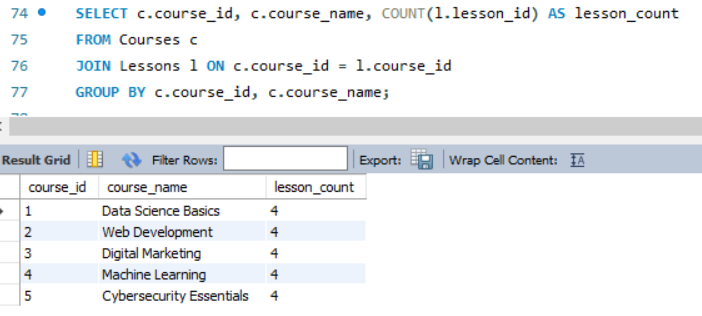 74 SELECT c.course_id, c.course_name, COUNT(l.lesson_id) AS lesson_count
75 FROM Courses c
76 JOIN Lessons l ON c.course_id = l.course_id
77 GROUP BY c.course_id, c.course_name;
Result Grid Filter Rows: Export: Wrap Cell Content: IA
course_id course_name lesson_count
1 Data Science Basics 4
2 Web Development 4
3 Digital Marketing 4
4 Machine Learning 4
5 Cybersecurity Essentials 4